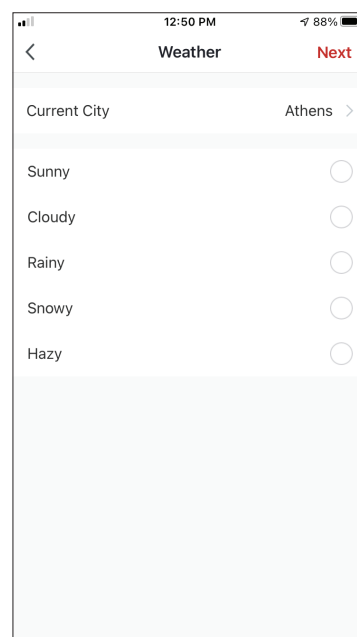 12:50 PM 88%
Weather Next
Current City Athens
Sunny
Cloudy
Rainy
Snowy
Hazy